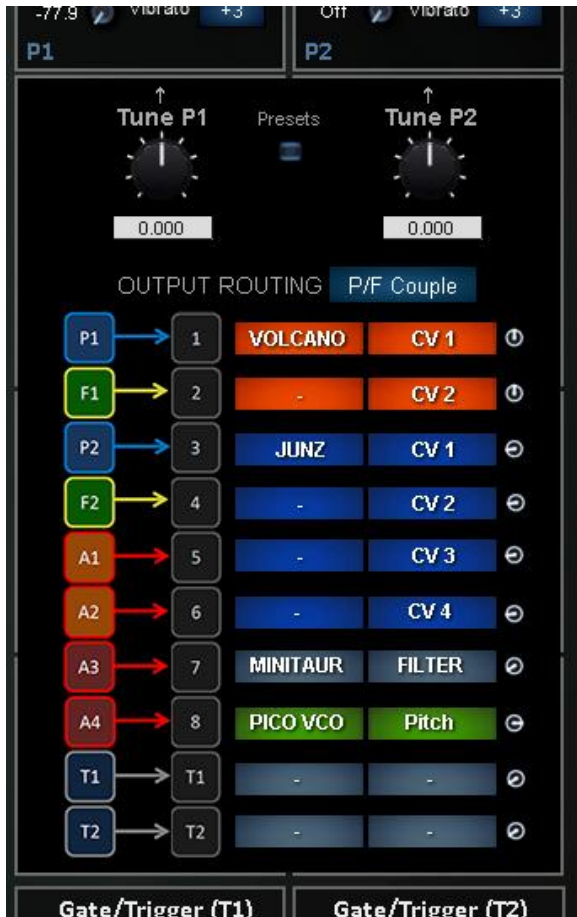 -77.9 Vibrato +3 Off Vibrato +3
P1 P2
↑ ↑
Tune P1 Presets Tune P2
0.000 0.000
OUTPUT ROUTING P/F Couple
P1 1 VOLCANO CV 1
F1 2 - CV 2
P2 3 JUNZ CV 1
F2 4 - CV 2
A1 5 - CV 3
A2 6 - CV 4
A3 7 MINITAUR FILTER
A4 8 PICO VCO Pitch
T1 T1 - -
T2 T2 - -
Gate/Trigger (T1) Gate/Trigger (T2)